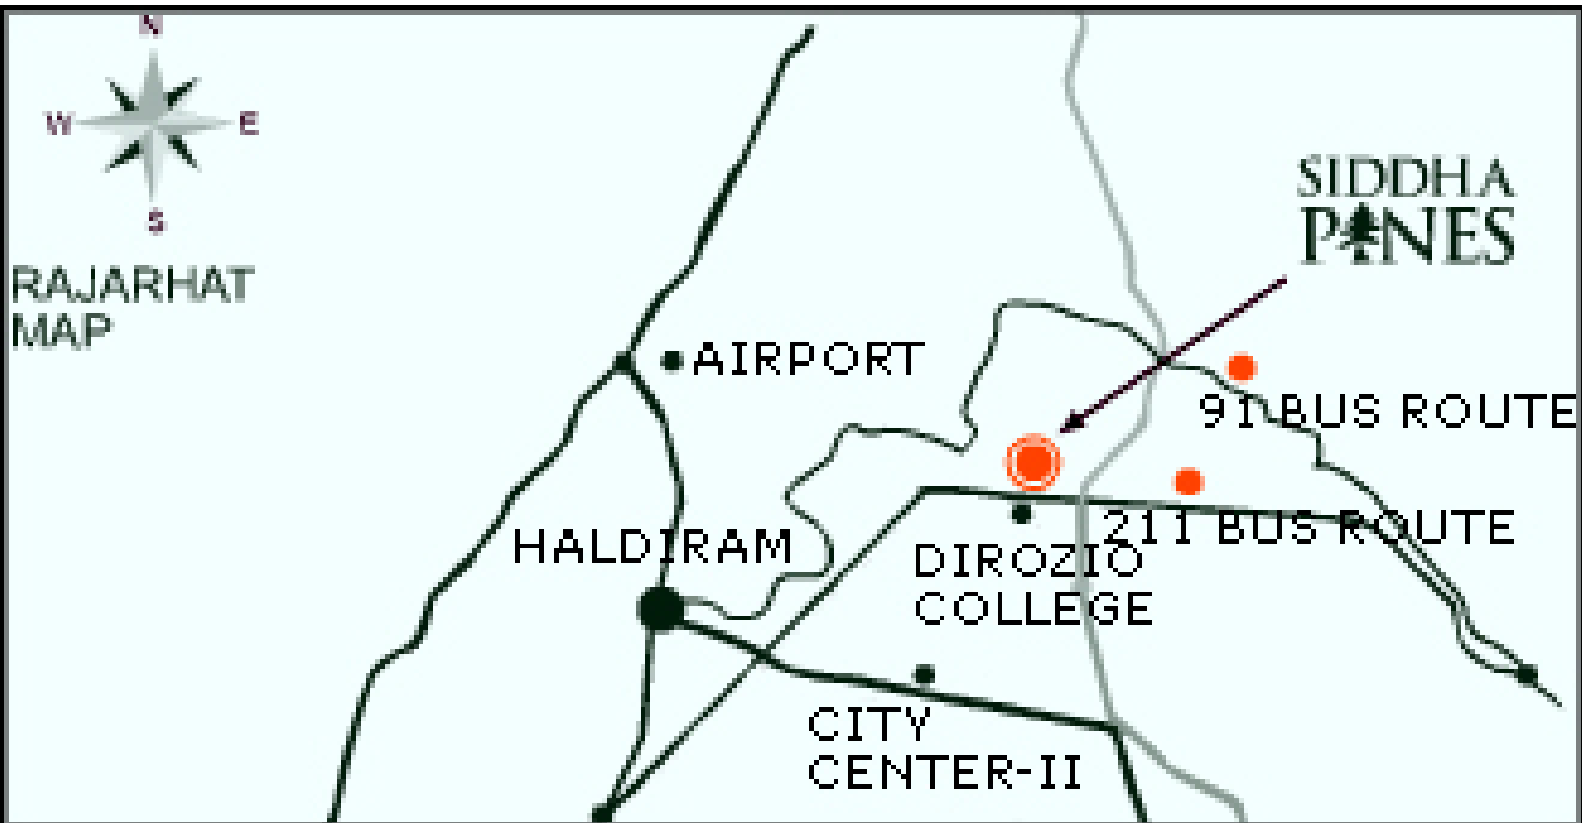 N
W E
S
RAJARHAT
MAP
SIDDHA
PINES
AIRPORT
91 BUS ROUTE
HALDIRAM
211 BUS ROUTE
DIROZIO
COLLEGE
CITY
CENTER-II